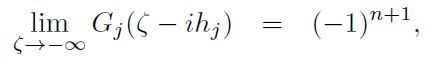 lim_{ζ→−∞} G_j(ζ − ih_j) = (−1)^{n+1},